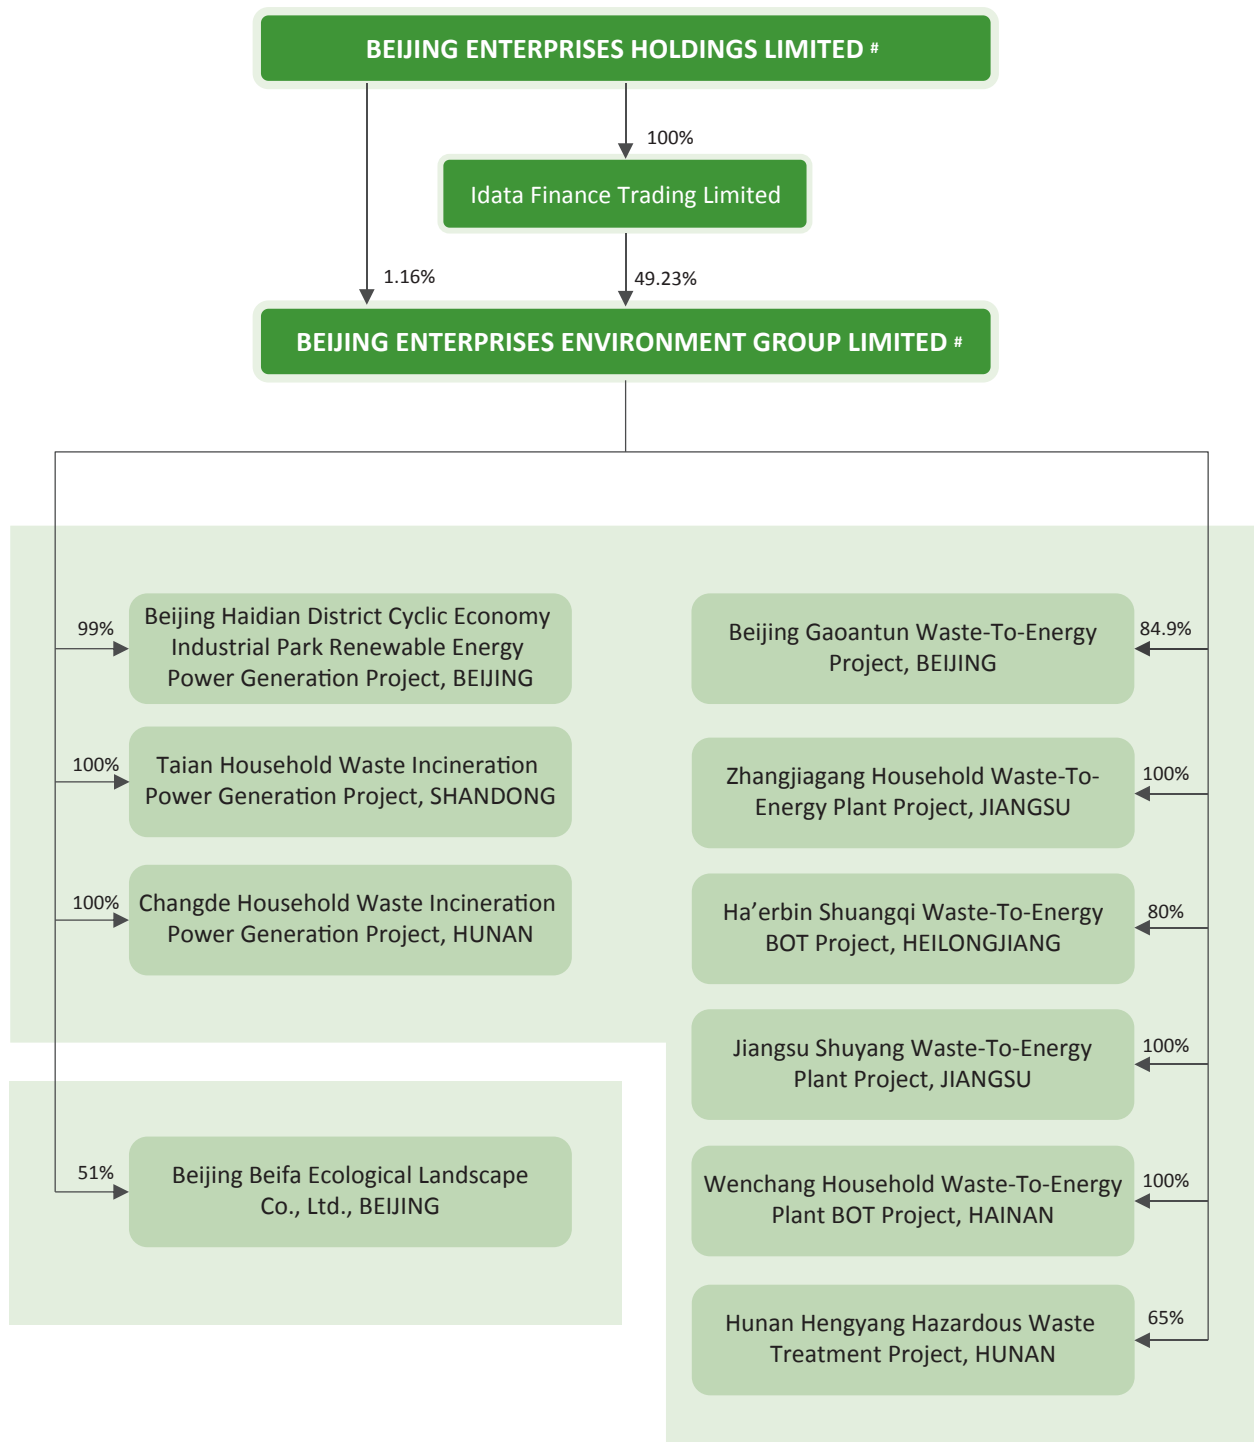 BEIJING ENTERPRISES HOLDINGS LIMITED #
100%
Idata Finance Trading Limited
1.16%
49.23%
BEIJING ENTERPRISES ENVIRONMENT GROUP LIMITED #
99%
Beijing Haidian District Cyclic Economy
Industrial Park Renewable Energy
Power Generation Project, BEIJING
100%
Taian Household Waste Incineration
Power Generation Project, SHANDONG
100%
Changde Household Waste Incineration
Power Generation Project, HUNAN
51%
Beijing Beifa Ecological Landscape
Co., Ltd., BEIJING
Beijing Gaoantun Waste-To-Energy
Project, BEIJING
84.9%
Zhangjiagang Household Waste-To-
Energy Plant Project, JIANGSU
100%
Ha’erbin Shuangqi Waste-To-Energy
BOT Project, HEILONGJIANG
80%
Jiangsu Shuyang Waste-To-Energy
Plant Project, JIANGSU
100%
Wenchang Household Waste-To-Energy
Plant BOT Project, HAINAN
100%
Hunan Hengyang Hazardous Waste
Treatment Project, HUNAN
65%